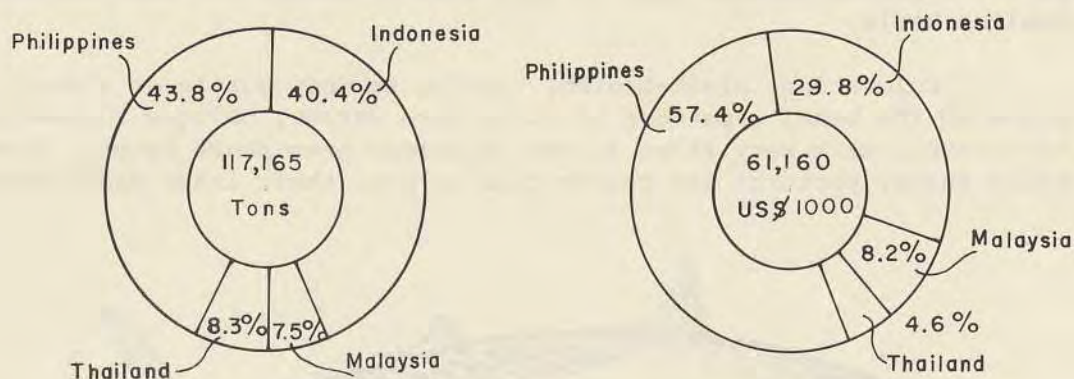 Philippines
Indonesia
43.8%
40.4%
117,165
Tons
8.3%
7.5%
Thailand
Malaysia
Philippines
Indonesia
57.4%
29.8%
61,160
US$/1000
Malaysia
8.2%
4.6%
Thailand